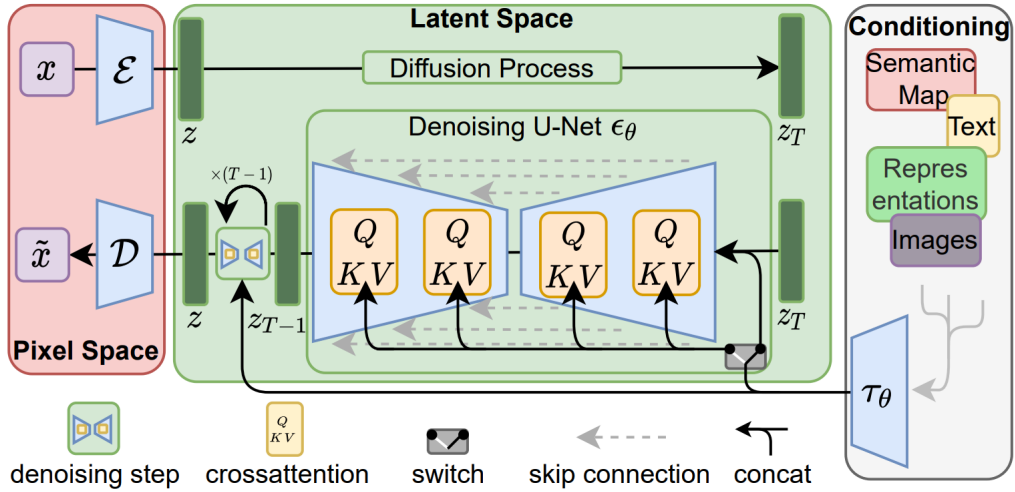 Latent Space
Conditioning
x
ℰ
Diffusion Process
Semantic
Map
Text
z
z_T
Denoising U-Net ϵ_θ
×(T−1)
Repres
entations
Images
x̃
𝒟
Q
KV
Q
KV
Q
KV
Q
KV
z
z_{T−1}
z_T
Pixel Space
τ_θ
Q
KV
denoising step
crossattention
switch
skip connection
concat